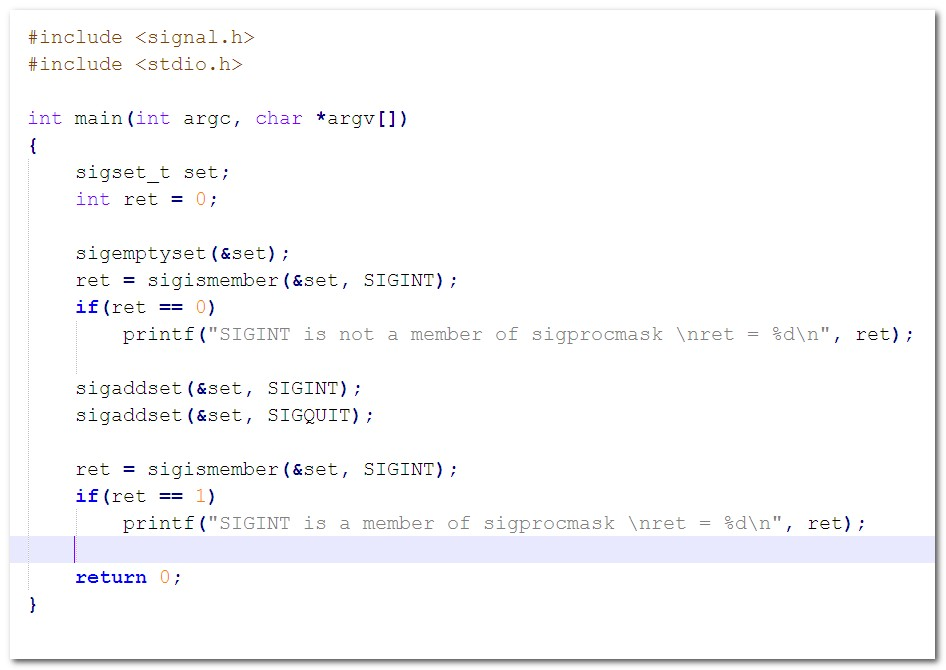 #include <signal.h>
#include <stdio.h>
int main(int argc, char *argv[])
{
sigset_t set;
int ret = 0;
sigemptyset(&set);
ret = sigismember(&set, SIGINT);
if(ret == 0)
printf("SIGINT is not a member of sigprocmask \nret = %d\n", ret);
sigaddset(&set, SIGINT);
sigaddset(&set, SIGQUIT);
ret = sigismember(&set, SIGINT);
if(ret == 1)
printf("SIGINT is a member of sigprocmask \nret = %d\n", ret);
return 0;
}